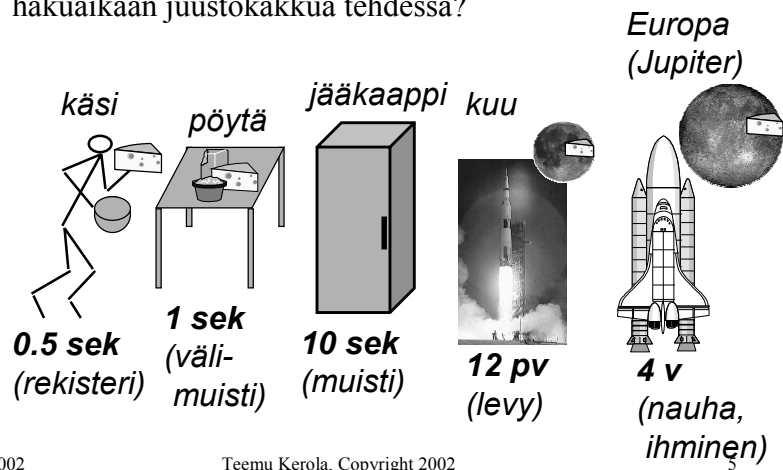 hakuaikaan juustokakkua tehdessä?
Europa
(Jupiter)
käsi
pöytä
jääkaappi
kuu
0.5 sek
(rekisteri)
1 sek
(väli-
muisti)
10 sek
(muisti)
12 pv
(levy)
4 v
(nauha,
ihminen)
002
Teemu Kerola, Copyright 2002
5